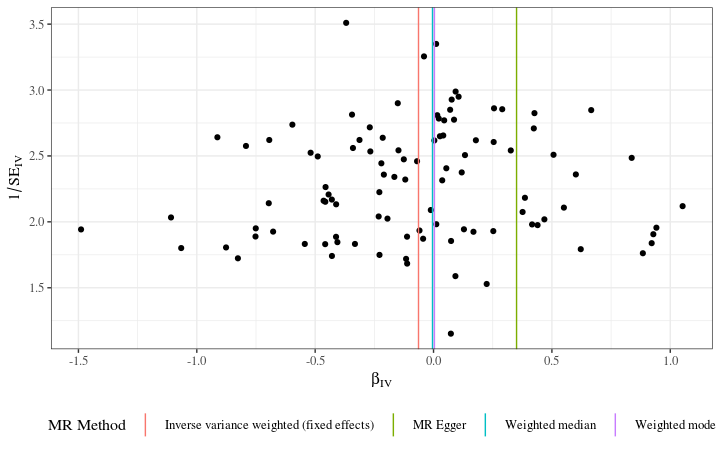 3.5
3.0
2.5
2.0
1.5
1/SE_IV
-1.5 -1.0 -0.5 0.0 0.5 1.0
β_IV
MR Method Inverse variance weighted (fixed effects) MR Egger Weighted median Weighted mode